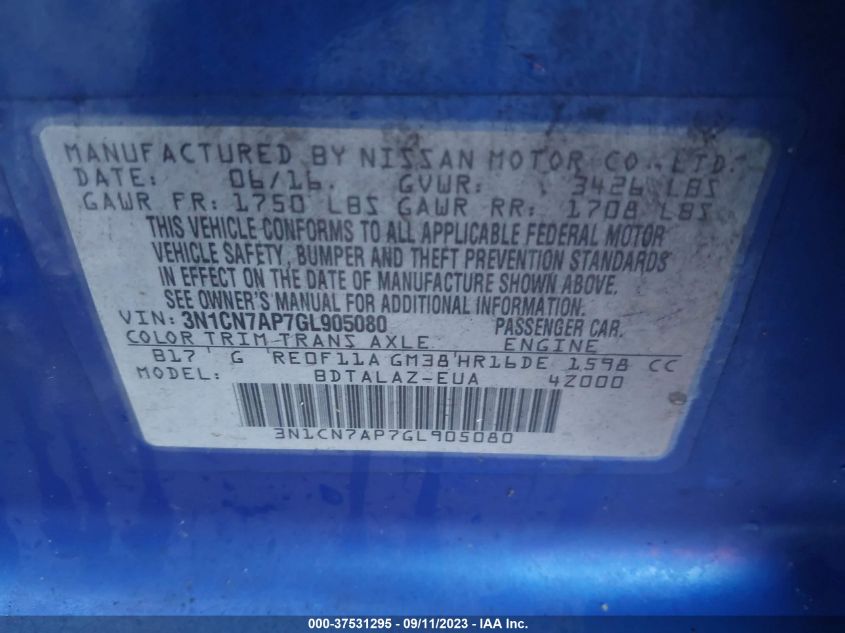 MANUFACTURED BY NISSAN MOTOR CO., LTD.
DATE: 06/16. GVWR: 3426 LBS
GAWR FR: 1750 LBS GAWR RR: 1708 LBS
THIS VEHICLE CONFORMS TO ALL APPLICABLE FEDERAL MOTOR
VEHICLE SAFETY, BUMPER AND THEFT PREVENTION STANDARDS
IN EFFECT ON THE DATE OF MANUFACTURE SHOWN ABOVE.
SEE OWNER'S MANUAL FOR ADDITIONAL INFORMATION.
VIN: 3N1CN7AP7GL905080 PASSENGER CAR.
COLOR TRIM TRANS AXLE ENGINE
B17 G RE0F11A GM38 HR16DE 1598 CC
MODEL: BDTALAZ-EUA 4Z000
3N1CN7AP7GL905080
000-37531295 - 09/11/2023 - IAA Inc.